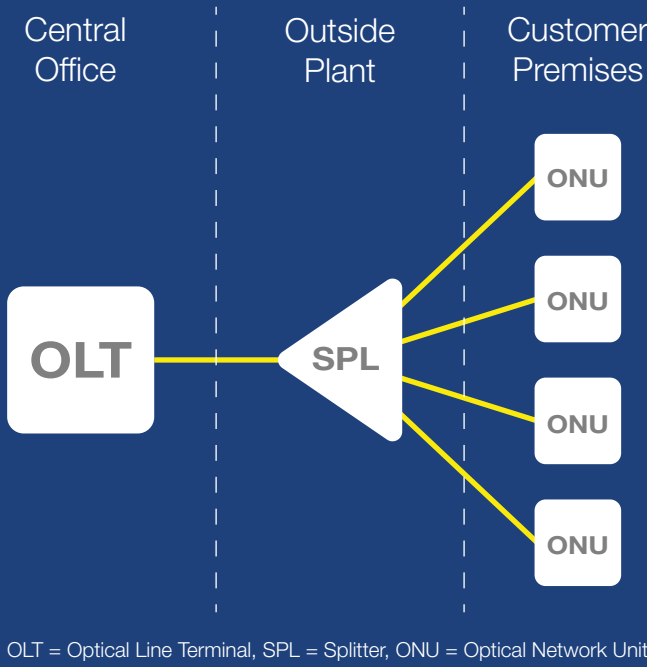 Central
Office
Outside
Plant
Customer
Premises
ONU
ONU
OLT
SPL
ONU
ONU
OLT = Optical Line Terminal, SPL = Splitter, ONU = Optical Network Unit